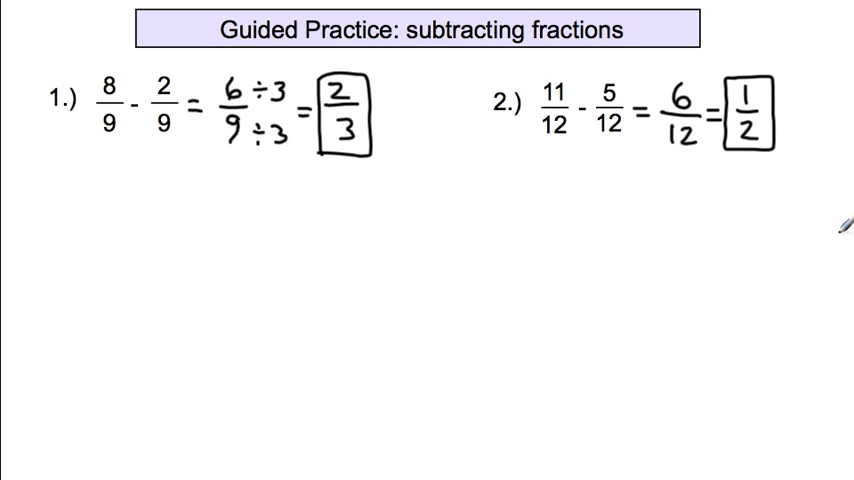 Guided Practice: subtracting fractions
1.) 8/9 - 2/9 = 6/9 ÷3/÷3 = 2/3
2.) 11/12 - 5/12 = 6/12 = 1/2